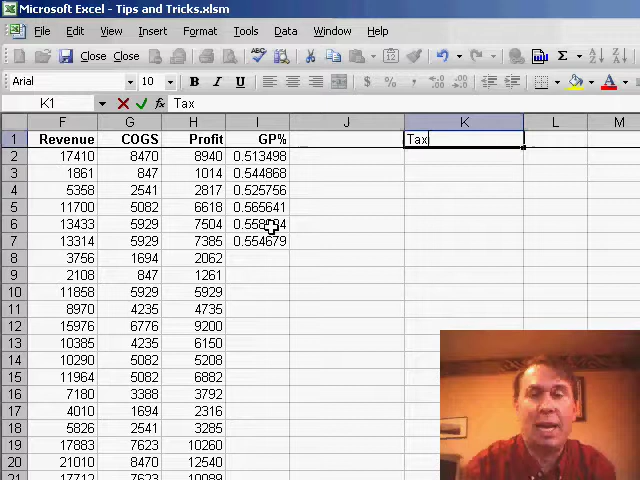 Microsoft Excel - Tips and Tricks.xlsm
File Edit View Insert Format Tools Data Window Help
Close Close
Arial 10 B I U $ % ,
K1 fx Tax
F G H I J K L M
1 Revenue COGS Profit GP% Tax
2 17410 8470 8940 0.513498
3 1861 847 1014 0.544868
4 5358 2541 2817 0.525756
5 11700 5082 6618 0.565641
6 13433 5929 7504
7 13314 5929 7385 0.554679
8 3756 1694 2062
9 2108 847 1261
10 11858 5929 5929
11 8970 4235 4735
12 15976 6776 9200
13 10385 4235 6150
14 10290 5082 5208
15 11964 5082 6882
16 7180 3388 3792
17 4010 1694 2316
18 5826 2541 3285
19 17883 7623 10260
20 21010 8470 12540
21 17712 7623 10089